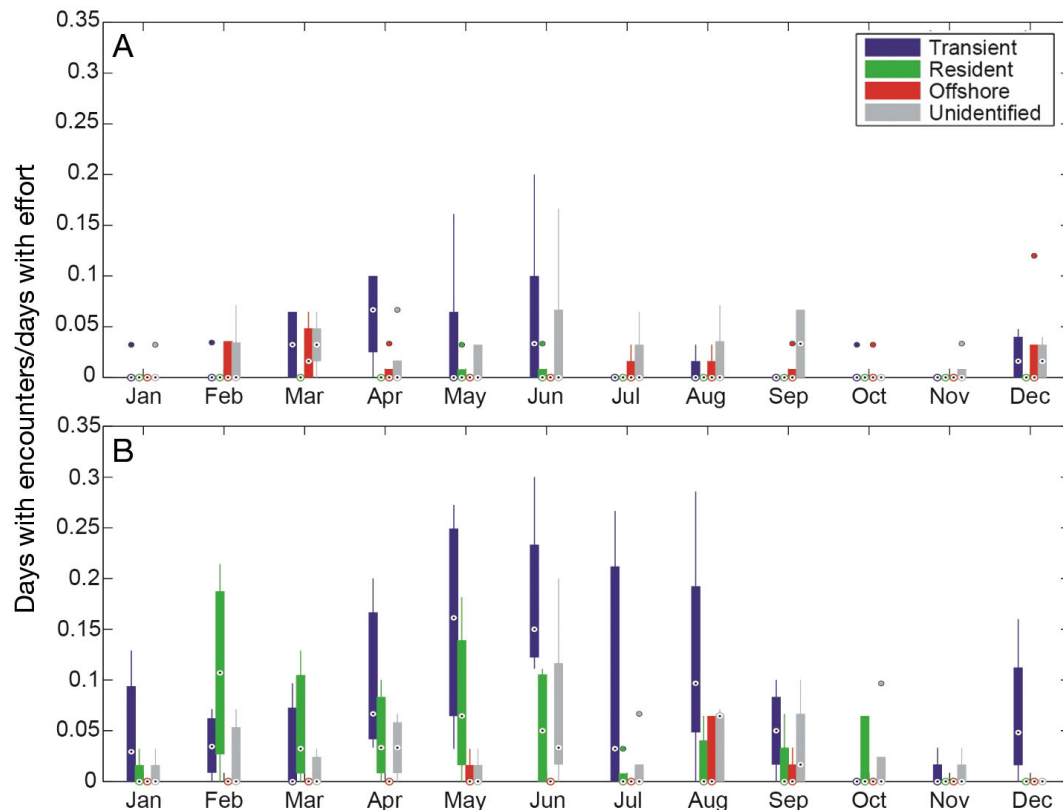 0.35
A
Transient
Resident
Offshore
Unidentified
0.3
0.25
0.2
0.15
0.1
0.05
0
Jan Feb Mar Apr May Jun Jul Aug Sep Oct Nov Dec
Days with encounters/days with effort
0.35
B
0.3
0.25
0.2
0.15
0.1
0.05
0
Jan Feb Mar Apr May Jun Jul Aug Sep Oct Nov Dec